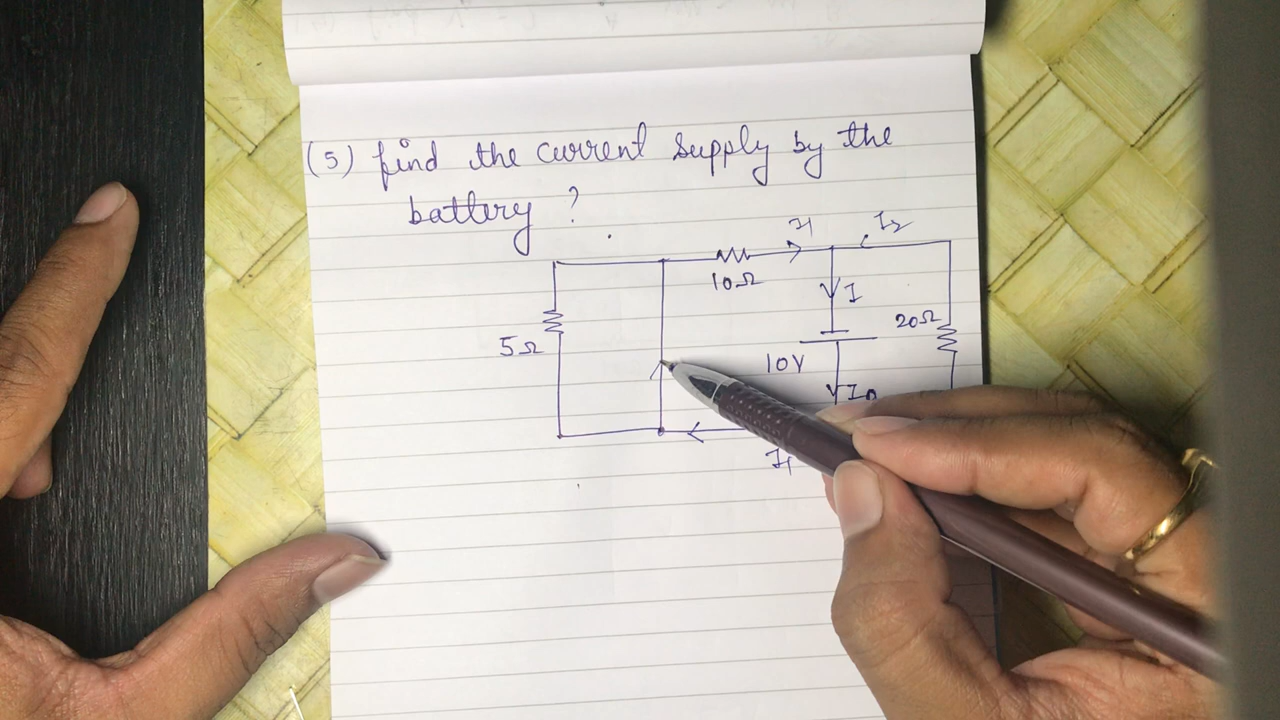 (5) find the current supply by the
battery ?
I1
I2
10Ω
I
5Ω
10V
20Ω
I
I1